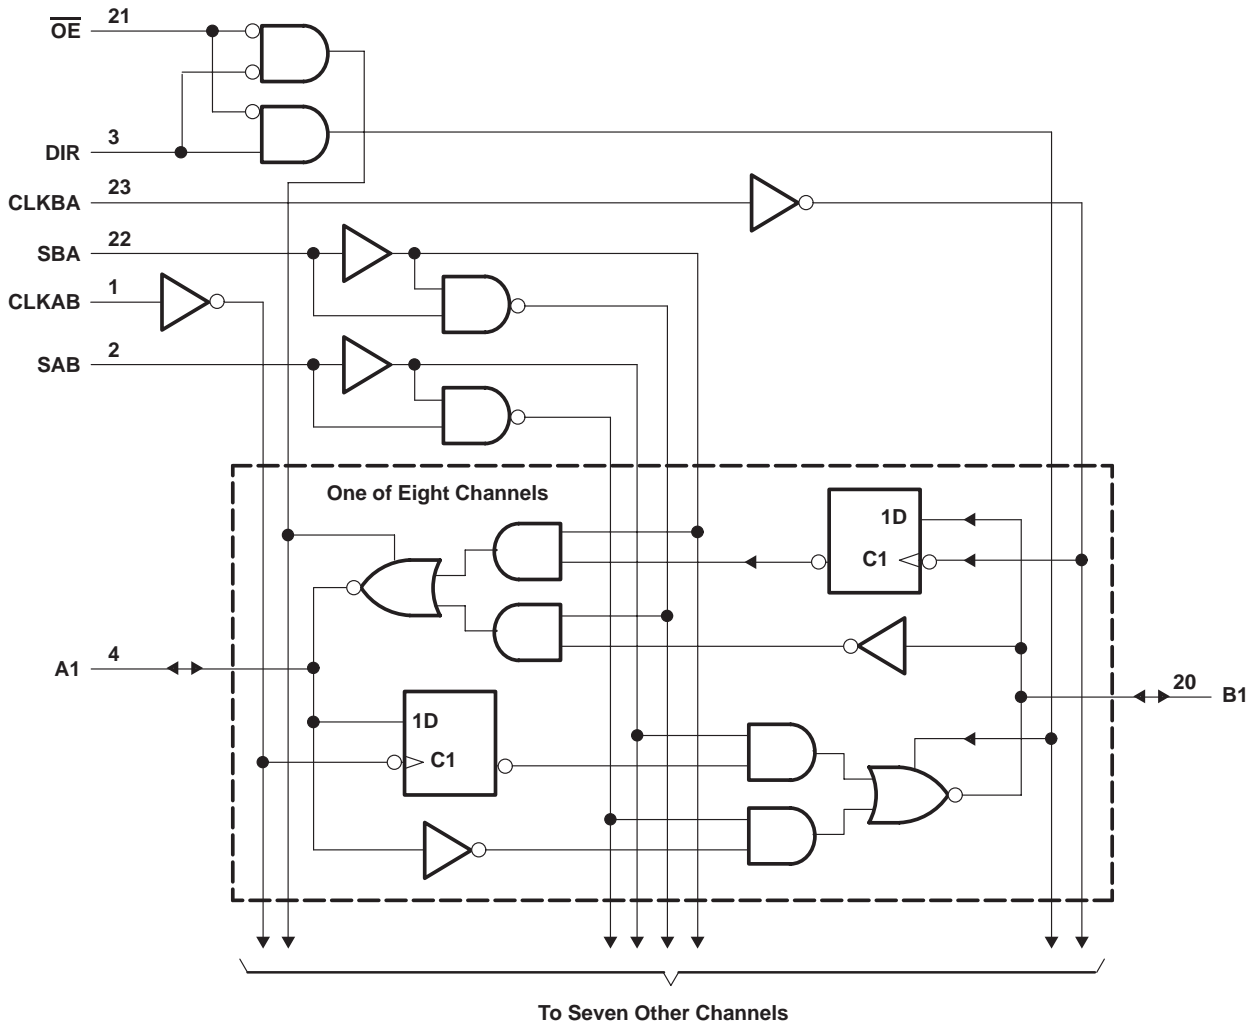 O̅E̅ 21
DIR 3
CLKBA 23
SBA 22
CLKAB 1
SAB 2
One of Eight Channels
1D
C1
A1 4
20 B1
1D
C1
To Seven Other Channels